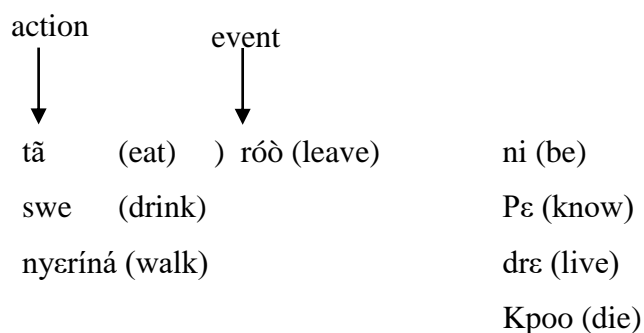 action
event
tã (eat) ) róò (leave) ni (be)
swe (drink) Pɛ (know)
nyɛríná (walk) drɛ (live)
Kpoo (die)